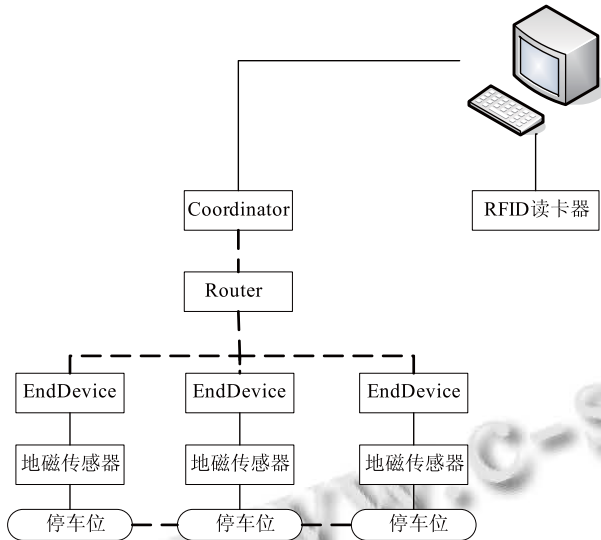 Coordinator
RFID读卡器
Router
EndDevice
EndDevice
EndDevice
地磁传感器
地磁传感器
地磁传感器
停车位
停车位
停车位